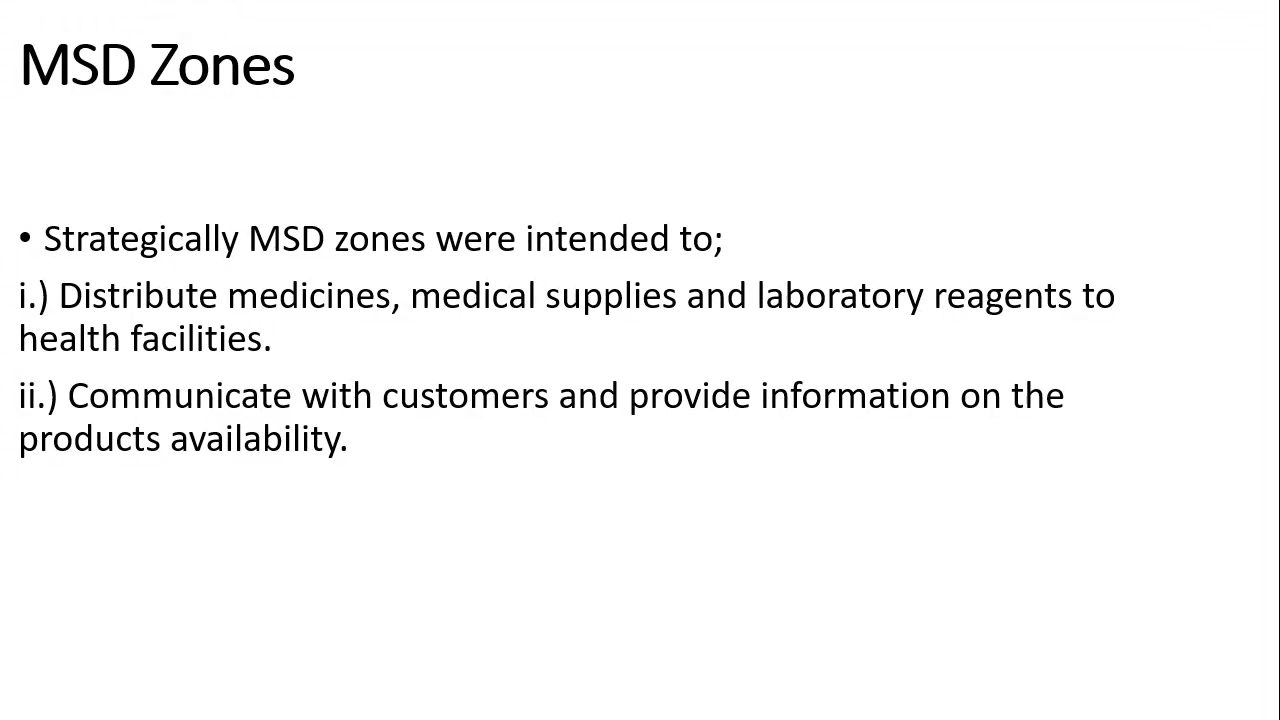 MSD Zones
• Strategically MSD zones were intended to;
i.) Distribute medicines, medical supplies and laboratory reagents to
health facilities.
ii.) Communicate with customers and provide information on the
products availability.